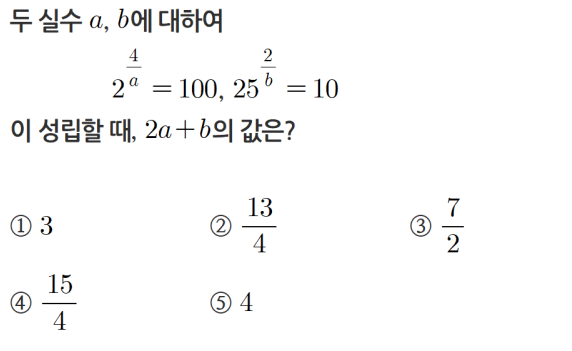 두 실수 a, b에 대하여
2^{\frac{4}{a}} = 100, 25^{\frac{2}{b}} = 10
이 성립할 때, 2a+b의 값은?
① 3 ② \frac{13}{4} ③ \frac{7}{2}
④ \frac{15}{4} ⑤ 4